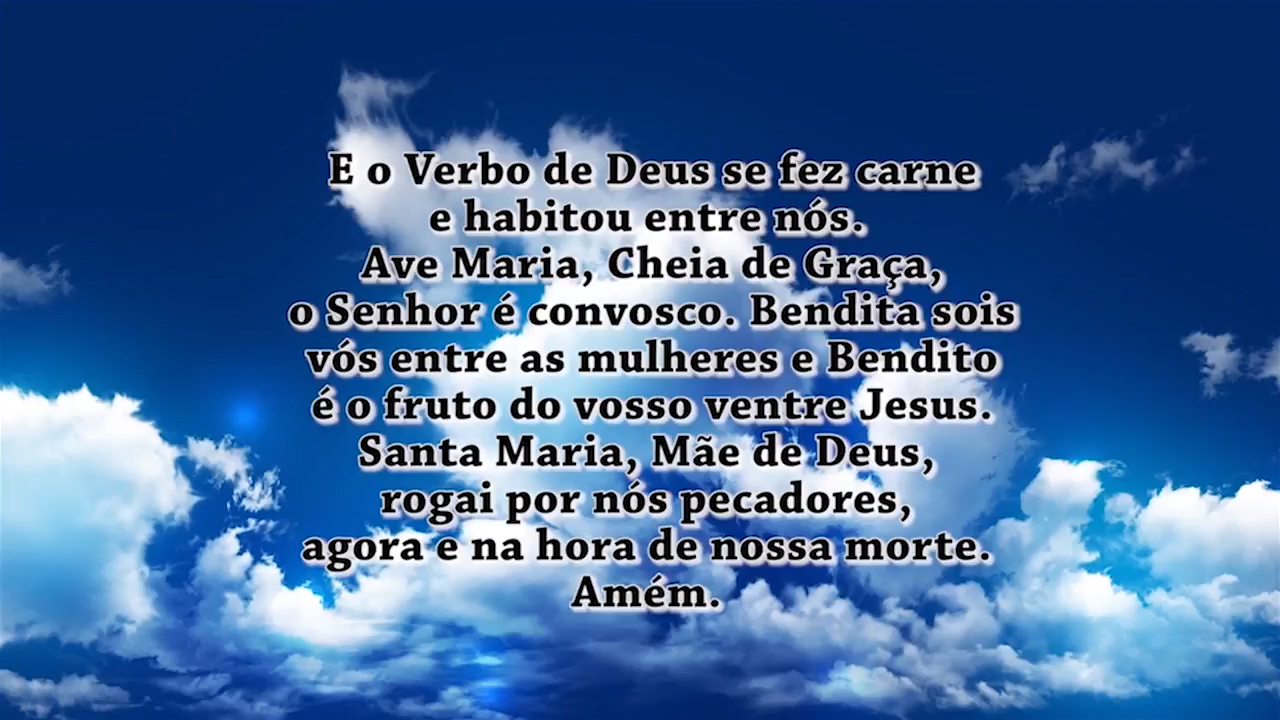 E o Verbo de Deus se fez carne
e habitou entre nós.
Ave Maria, Cheia de Graça,
o Senhor é convosco. Bendita sois
vós entre as mulheres e Bendito
é o fruto do vosso ventre Jesus.
Santa Maria, Mãe de Deus,
rogai por nós pecadores,
agora e na hora de nossa morte.
Amém.